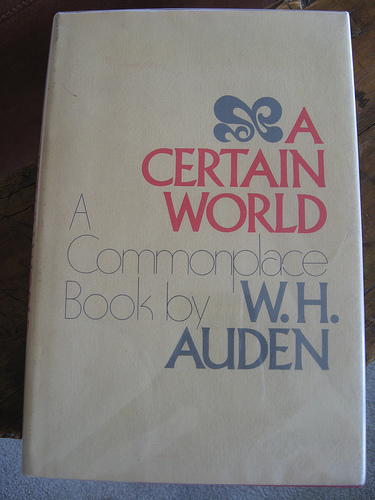 A
CERTAIN
WORLD
A
Commonplace
Book by W.H.
AUDEN